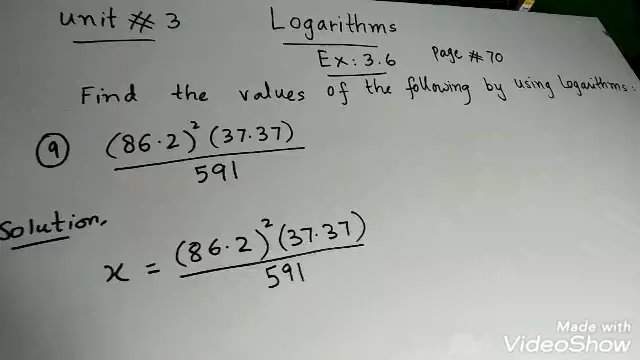 Unit # 3 Logarithms
Ex: 3.6 Page # 70
Find the values of the following by using Logarithms:
9 (86.2)² (37.37)
591
Solution,
x = (86.2)² (37.37)
591
Made with
VideoShow